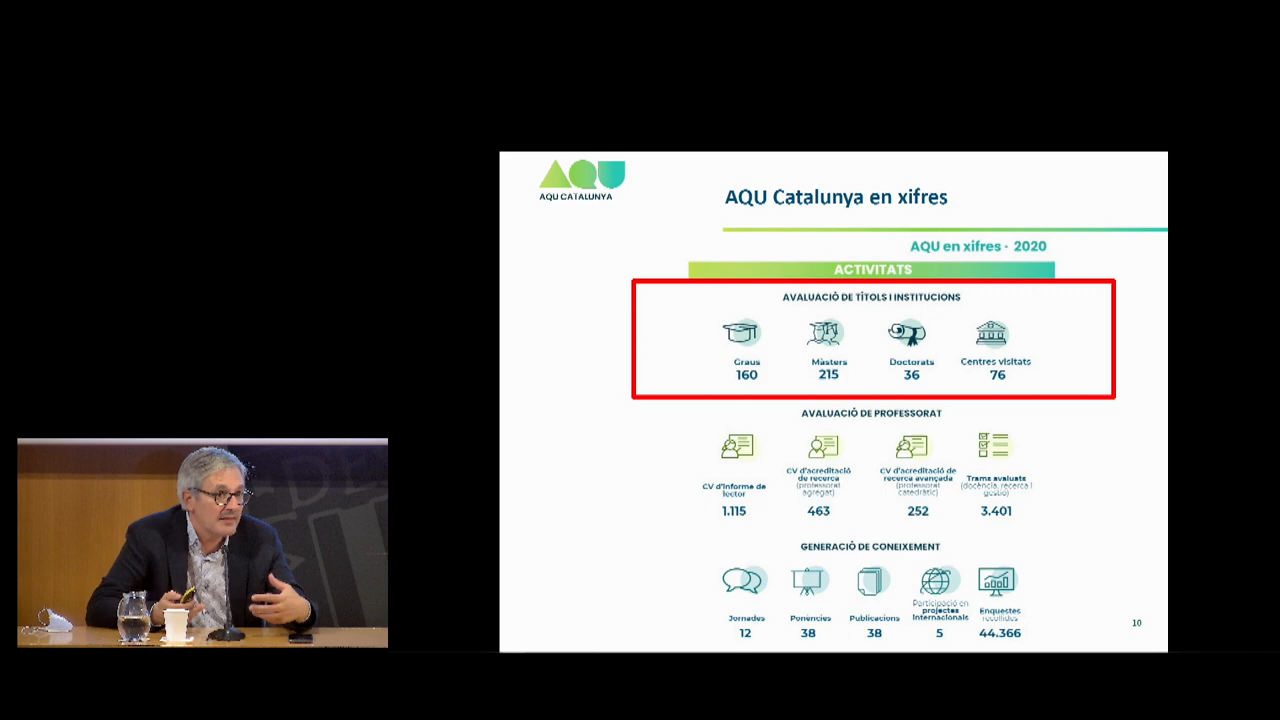 AQU
AQU CATALUNYA
AQU Catalunya en xifres
AQU en xifres · 2020
ACTIVITATS
AVALUACIÓ DE TÍTOLS I INSTITUCIONS
Graus Màsters Doctorats Centres visitats
160 215 36 76
AVALUACIÓ DE PROFESSORAT
CV d'informe de lector
1.115
CV d'acreditació de recerca (professorat agregat)
463
CV d'acreditació de recerca avançada (professorat catedràtic)
252
Trams avaluats (docència, recerca i gestió)
3.401
GENERACIÓ DE CONEIXEMENT
Jornades
12
Ponències
38
Publicacions
38
Participació en projectes internacionals
5
Enquestes recollides
44.366
10